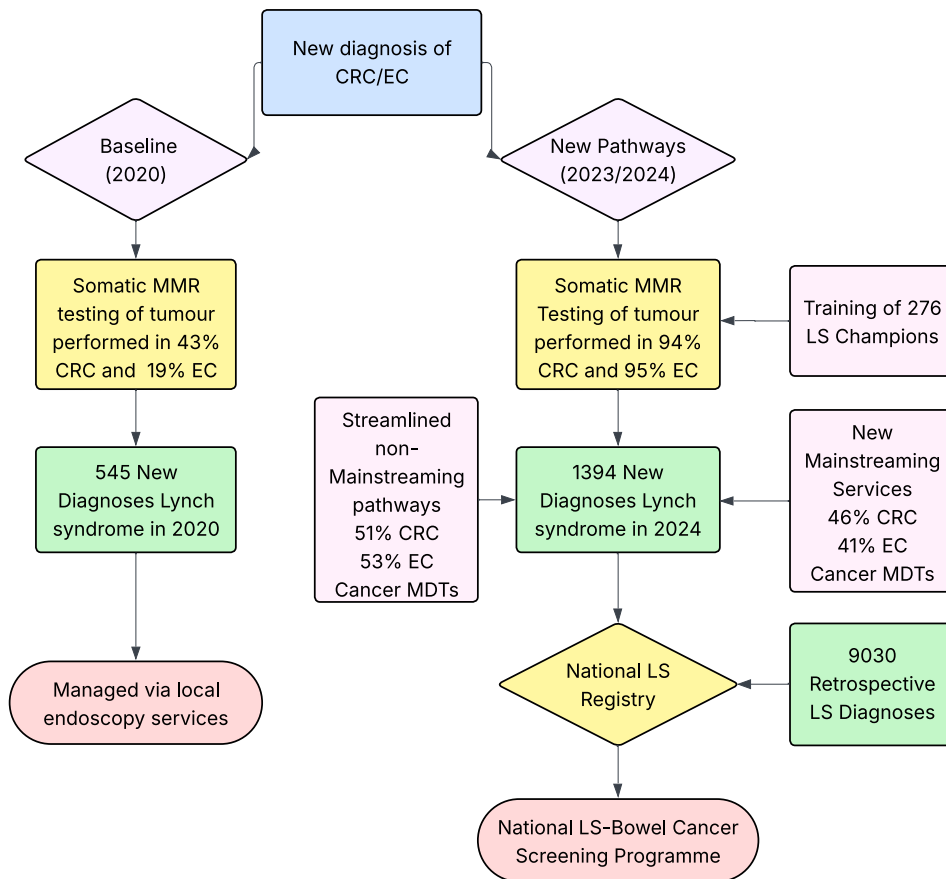 New diagnosis of
CRC/EC
Baseline
(2020)
New Pathways
(2023/2024)
Somatic MMR
testing of tumour
performed in 43%
CRC and 19% EC
Somatic MMR
Testing of tumour
performed in 94%
CRC and 95% EC
Training of 276
LS Champions
545 New
Diagnoses Lynch
syndrome in 2020
Streamlined
non-
Mainstreaming
pathways
51% CRC
53% EC
Cancer MDTs
1394 New
Diagnoses Lynch
syndrome in 2024
New
Mainstreaming
Services
46% CRC
41% EC
Cancer MDTs
Managed via local
endoscopy services
National LS
Registry
9030
Retrospective
LS Diagnoses
National LS-Bowel Cancer
Screening Programme